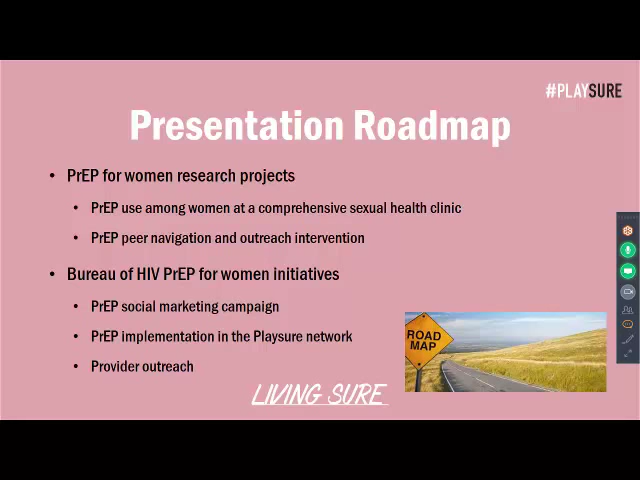 #PLAYSURE
Presentation Roadmap
• PrEP for women research projects
• PrEP use among women at a comprehensive sexual health clinic
• PrEP peer navigation and outreach intervention
• Bureau of HIV PrEP for women initiatives
• PrEP social marketing campaign
• PrEP implementation in the Playsure network
• Provider outreach
ROAD
MAP
LIVING SURE